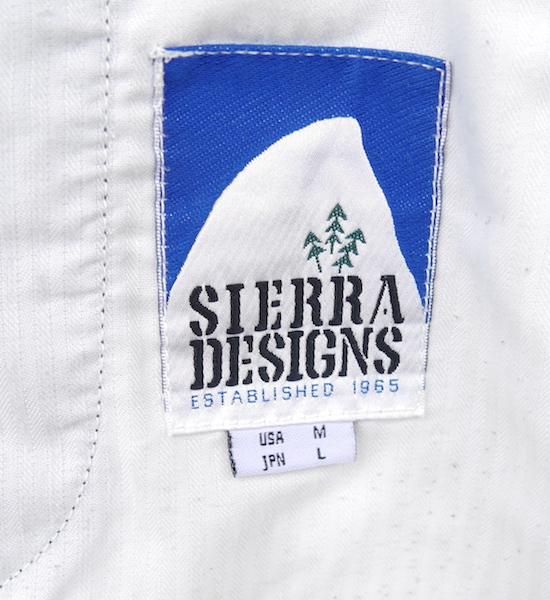 SIERRA
DESIGNS
ESTABLISHED 1965
USA M
JPN L